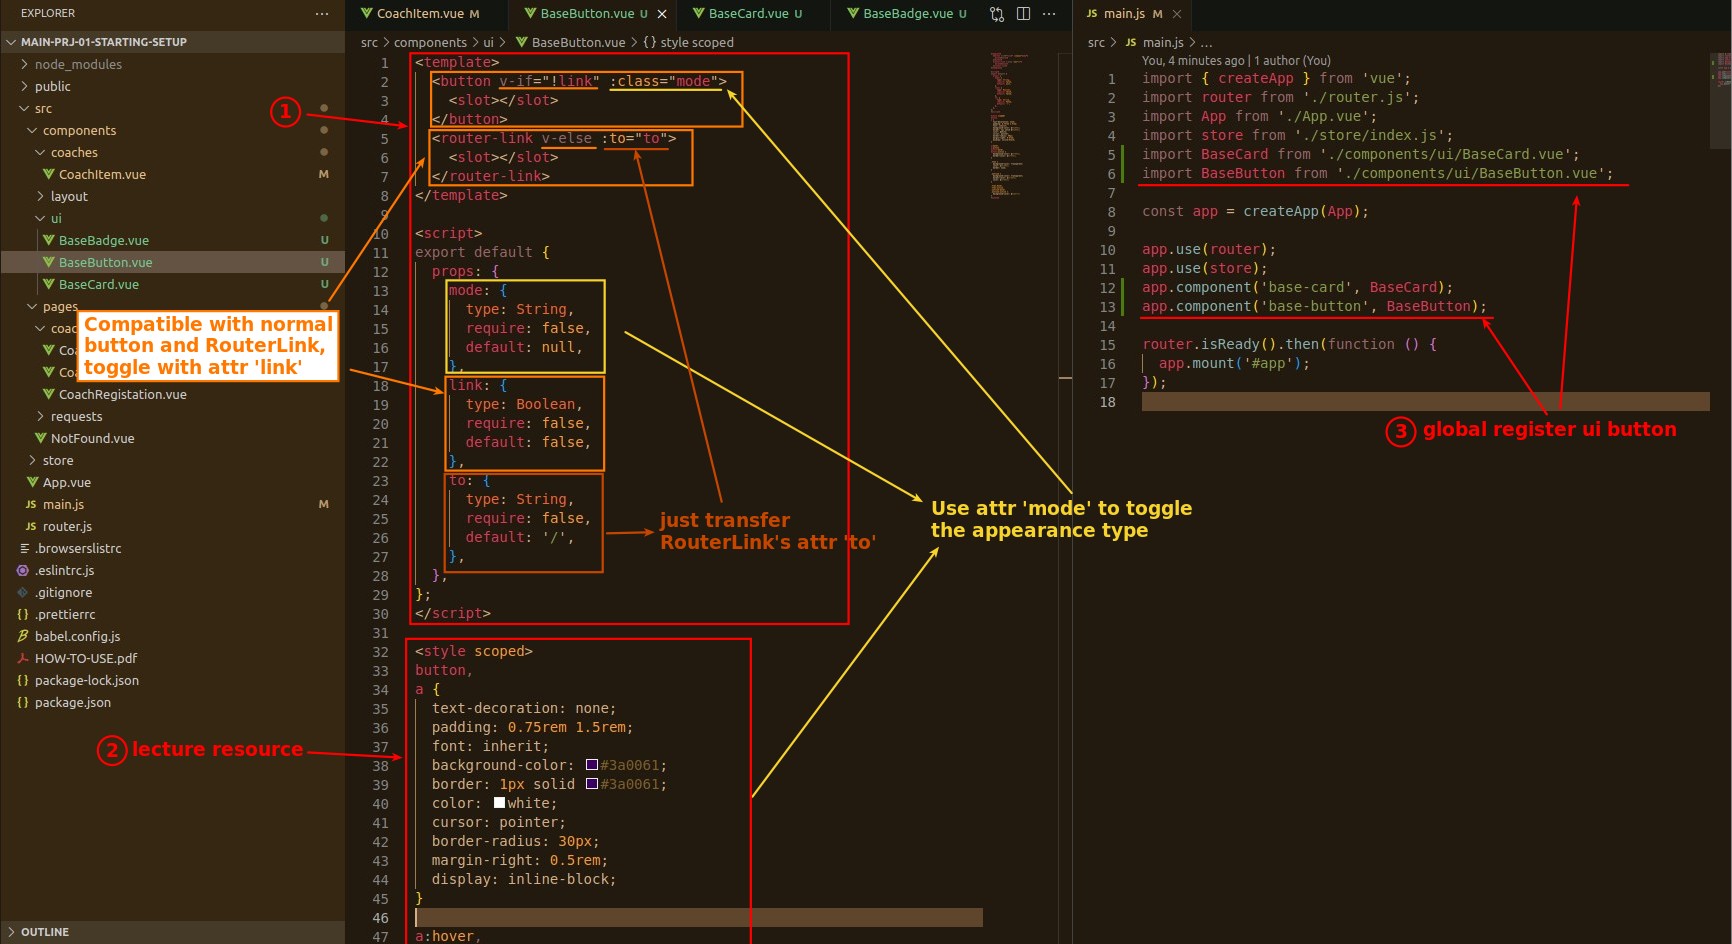 EXPLORER
MAIN-PRJ-01-STARTING-SETUP
node_modules
public
src
components
coaches
CoachItem.vue M
layout
ui
BaseBadge.vue U
BaseButton.vue U
BaseCard.vue U
pages
coac
Coa
Coa
CoachRegistation.vue
requests
NotFound.vue
store
App.vue
JS main.js M
JS router.js
.browserslistrc
.eslintrc.js
.gitignore
{} .prettierrc
babel.config.js
HOW-TO-USE.pdf
{} package-lock.json
{} package.json
OUTLINE
Compatible with normal
button and RouterLink,
toggle with attr 'link'
1
2 lecture resource
CoachItem.vue M
BaseButton.vue U
BaseCard.vue U
BaseBadge.vue U
src > components > ui > BaseButton.vue > {} style scoped
1 <template>
2 <button v-if="!link" :class="mode">
3 <slot></slot>
4 </button>
5 <router-link v-else :to="to">
6 <slot></slot>
7 </router-link>
8 </template>
9
10 <script>
11 export default {
12 props: {
13 mode: {
14 type: String,
15 require: false,
16 default: null,
17 },
18 link: {
19 type: Boolean,
20 require: false,
21 default: false,
22 },
23 to: {
24 type: String,
25 require: false,
26 default: '/',
27 },
28 },
29 };
30 </script>
31
32 <style scoped>
33 button,
34 a {
35 text-decoration: none;
36 padding: 0.75rem 1.5rem;
37 font: inherit;
38 background-color: #3a0061;
39 border: 1px solid #3a0061;
40 color: white;
41 cursor: pointer;
42 border-radius: 30px;
43 margin-right: 0.5rem;
44 display: inline-block;
45 }
46
47 a:hover,
just transfer
RouterLink's attr 'to'
Use attr 'mode' to toggle
the appearance type
JS main.js M
src > JS main.js > ...
You, 4 minutes ago | 1 author (You)
1 import { createApp } from 'vue';
2 import router from './router.js';
3 import App from './App.vue';
4 import store from './store/index.js';
5 import BaseCard from './components/ui/BaseCard.vue';
6 import BaseButton from './components/ui/BaseButton.vue';
7
8 const app = createApp(App);
9
10 app.use(router);
11 app.use(store);
12 app.component('base-card', BaseCard);
13 app.component('base-button', BaseButton);
14
15 router.isReady().then(function () {
16 app.mount('#app');
17 });
18
3 global register ui button